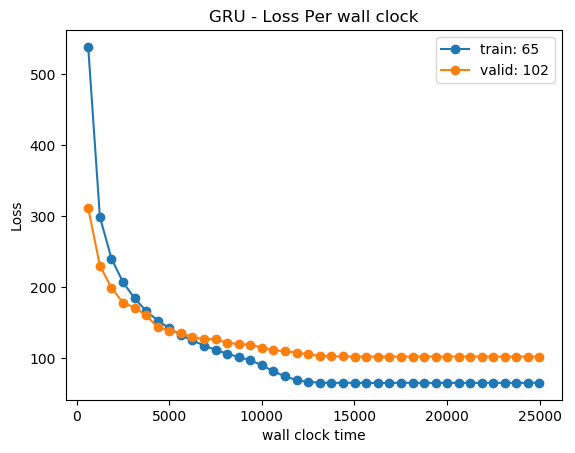 GRU - Loss Per wall clock
train: 65
valid: 102
Loss
500
400
300
200
100
0
5000
10000
15000
20000
25000
wall clock time